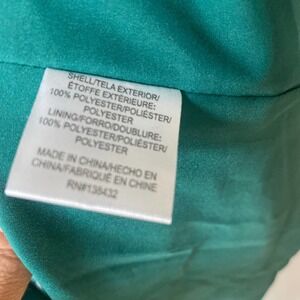 SHELL/TELA EXTERIOR/
ÉTOFFE EXTÉRIEURE:
100% POLYESTER/POLIÉSTER/
POLYESTER
LINING/FORRO/DOUBLURE:
100% POLYESTER/POLIÉSTER/
POLYESTER
MADE IN CHINA/HECHO EN
CHINA/FABRIQUÉ EN CHINE
RN#135432